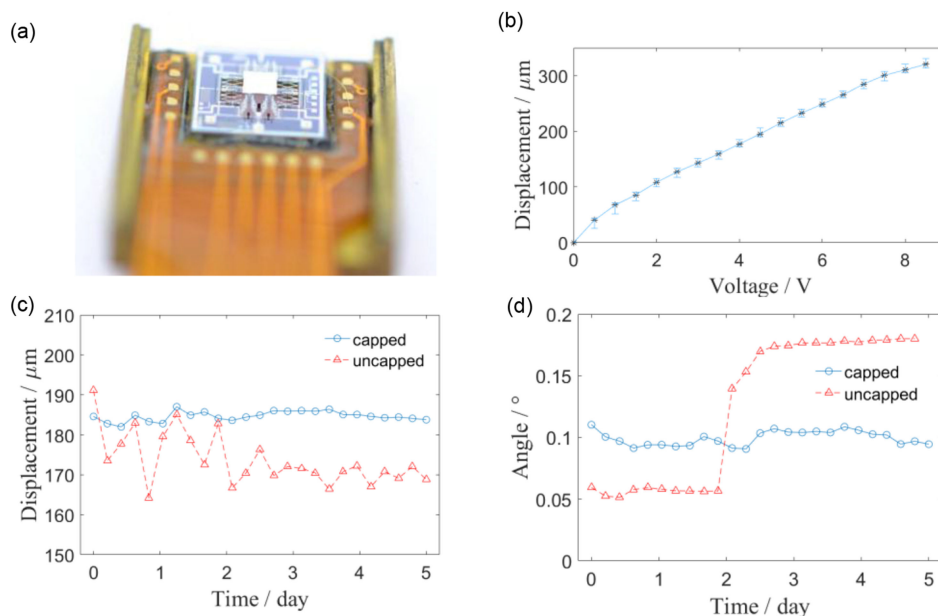 (a)
(b)
Displacement / μm
300
200
100
0
0 2 4 6 8
Voltage / V
(c)
Displacement / μm
210
200
190
180
170
160
150
capped
uncapped
0 1 2 3 4 5
Time / day
(d)
Angle / °
0.2
0.15
0.1
0.05
0
capped
uncapped
0 1 2 3 4 5
Time / day